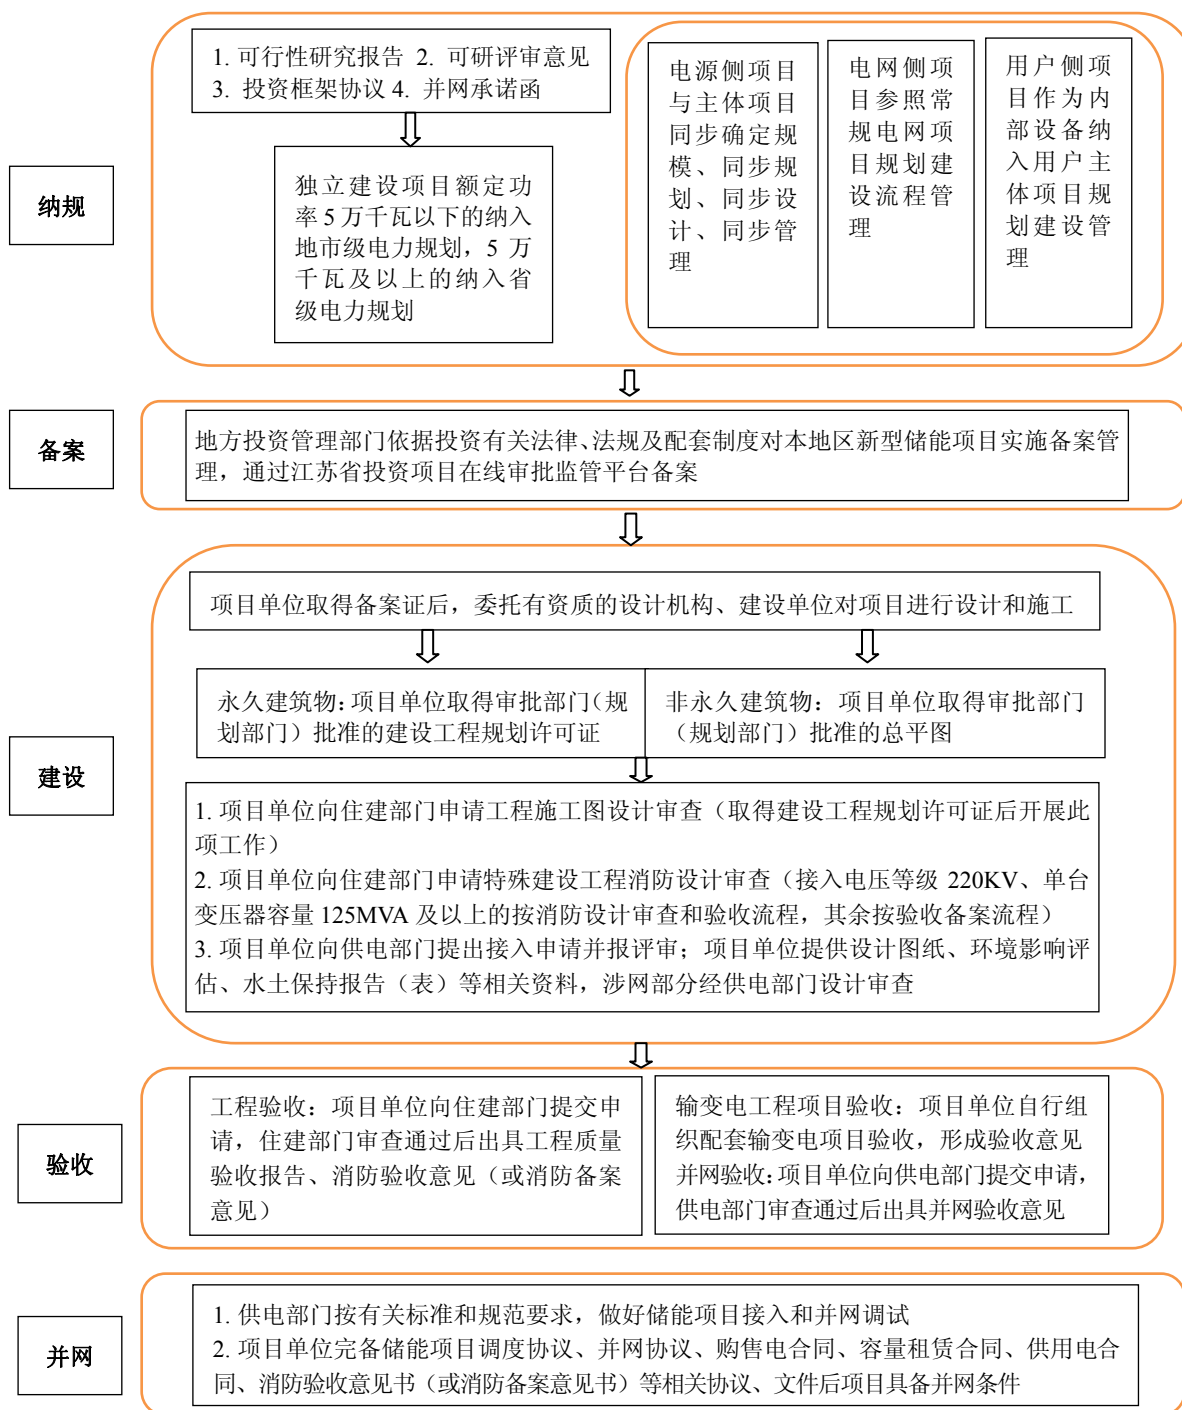 纳规
1. 可行性研究报告 2. 可研评审意见
3. 投资框架协议 4. 并网承诺函
独立建设项目额定功
率 5 万千瓦以下的纳入
地市级电力规划，5 万
千瓦及以上的纳入省
级电力规划
电源侧项目
与主体项目
同步确定规
模、同步规
划、同步设
计、同步管
理
电网侧项
目参照常
规电网项
目规划建
设流程管
理
用户侧项
目作为内
部设备纳
入用户主
体项目规
划建设管
理
备案
地方投资管理部门依据投资有关法律、法规及配套制度对本地区新型储能项目实施备案管
理，通过江苏省投资项目在线审批监管平台备案
建设
项目单位取得备案证后，委托有资质的设计机构、建设单位对项目进行设计和施工
永久建筑物：项目单位取得审批部门（规
划部门）批准的建设工程规划许可证
非永久建筑物：项目单位取得审批部门
（规划部门）批准的总平图
1. 项目单位向住建部门申请工程施工图设计审查（取得建设工程规划许可证后开展此
项工作）
2. 项目单位向住建部门申请特殊建设工程消防设计审查（接入电压等级 220KV、单台
变压器容量 125MVA 及以上的按消防设计审查和验收流程，其余按验收备案流程）
3. 项目单位向供电部门提出接入申请并报评审；项目单位提供设计图纸、环境影响评
估、水土保持报告（表）等相关资料，涉网部分经供电部门设计审查
验收
工程验收：项目单位向住建部门提交申
请，住建部门审查通过后出具工程质量
验收报告、消防验收意见（或消防备案
意见）
输变电工程项目验收：项目单位自行组
织配套输变电项目验收，形成验收意见
并网验收：项目单位向供电部门提交申请，
供电部门审查通过后出具并网验收意见
并网
1. 供电部门按有关标准和规范要求，做好储能项目接入和并网调试
2. 项目单位完备储能项目调度协议、并网协议、购售电合同、容量租赁合同、供用电合
同、消防验收意见书（或消防备案意见书）等相关协议、文件后项目具备并网条件